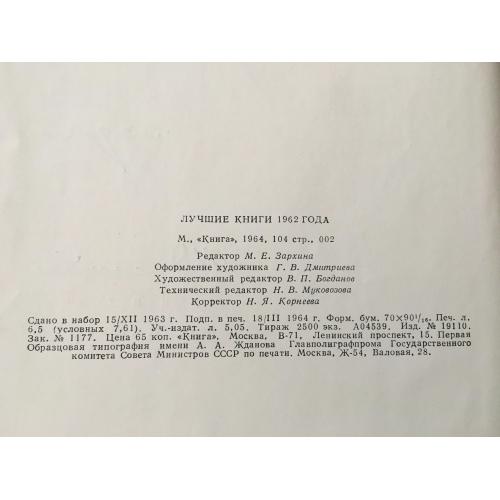 ЛУЧШИЕ КНИГИ 1962 ГОДА
М., «Книга», 1964, 104 стр., 002
Редактор М. Е. Зархина
Оформление художника Г. В. Дмитриева
Художественный редактор В. П. Богданов
Технический редактор Н. В. Муковозова
Корректор Н. Я. Корнеева
Сдано в набор 15/XII 1963 г. Подп. в печ. 18/III 1964 г. Форм. бум. 70×90¹/₁₆. Печ. л.
6,5 (условных 7,61). Уч.-издат. л. 5,05. Тираж 2500 экз. А04539. Изд. № 19110.
Зак. № 1177. Цена 65 коп. «Книга», Москва, В-71, Ленинский проспект, 15. Первая
Образцовая типография имени А. А. Жданова Главполиграфпрома Государственного
комитета Совета Министров СССР по печати. Москва, Ж-54, Валовая, 28.